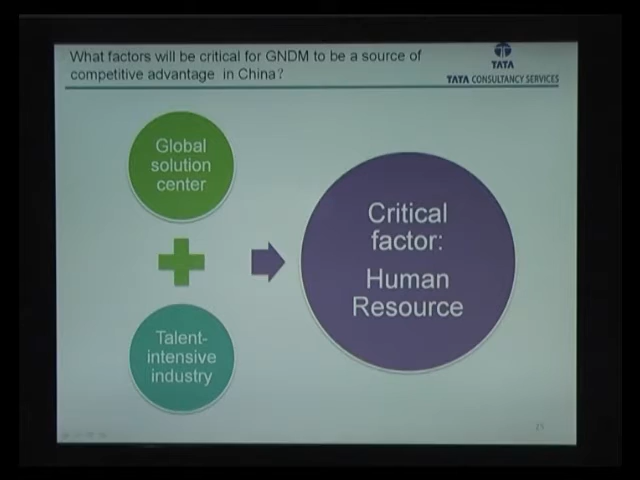 What factors will be critical for GNDM to be a source of
competitive advantage in China?
TATA
TATA CONSULTANCY SERVICES
Global
solution
center
Talent-
intensive
industry
Critical
factor:
Human
Resource